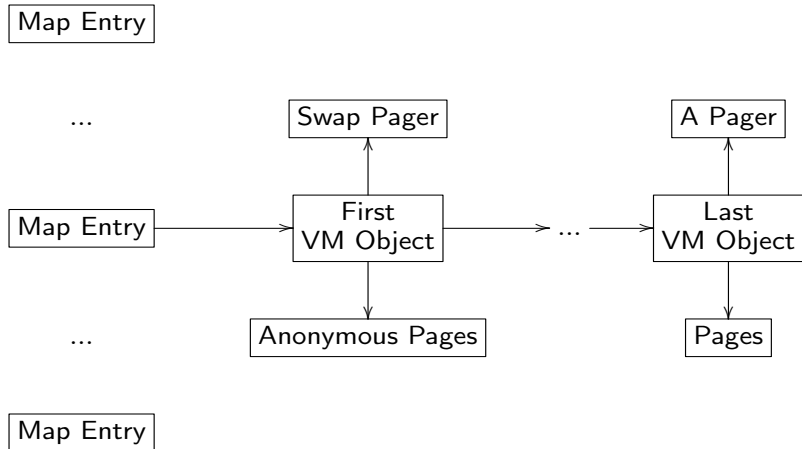 Map Entry
...
Swap Pager
A Pager
Map Entry
First
VM Object
...
Last
VM Object
...
Anonymous Pages
Pages
Map Entry